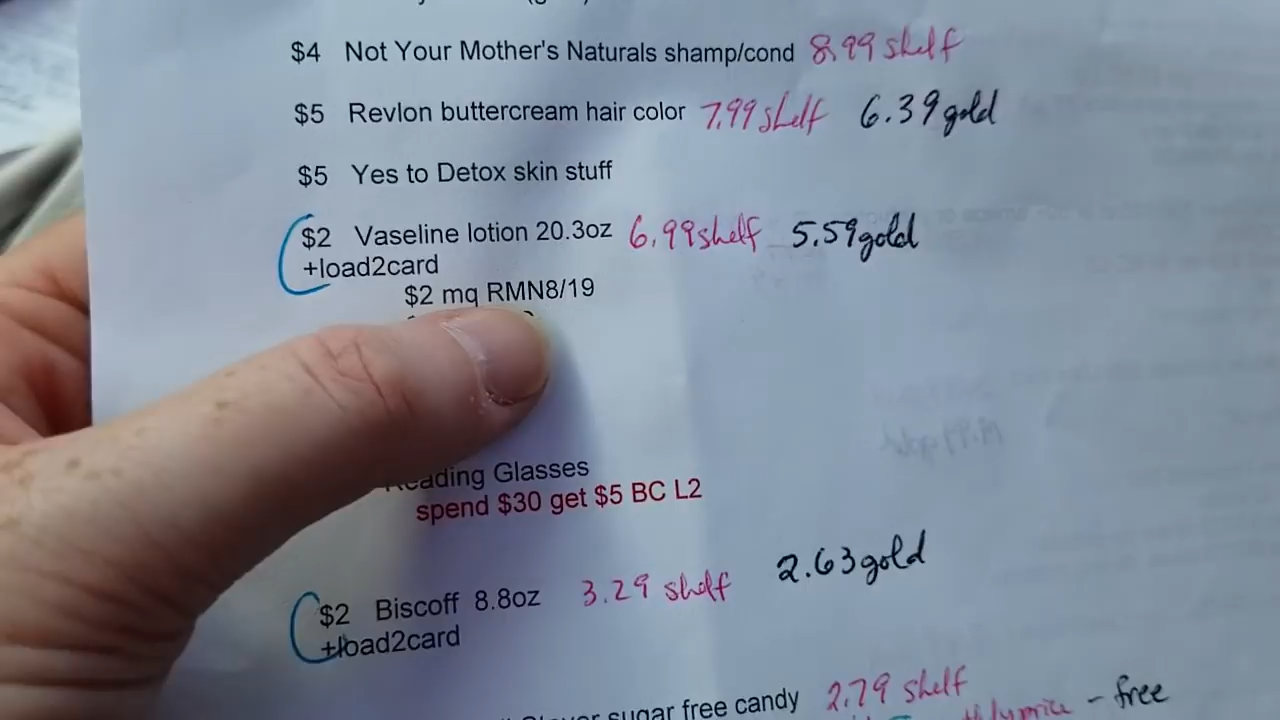 $4 Not Your Mother's Naturals shamp/cond 8.99 shelf
$5 Revlon buttercream hair color 7.99 shelf 6.39 gold
$5 Yes to Detox skin stuff
$2 Vaseline lotion 20.3oz 6.99 shelf 5.59 gold
+load2card
$2 mq RMN8/19
Reading Glasses
spend $30 get $5 BC L2
$2 Biscoff 8.8oz 3.29 shelf 2.63 gold
+load2card
sugar free candy 2.79 shelf
price - free